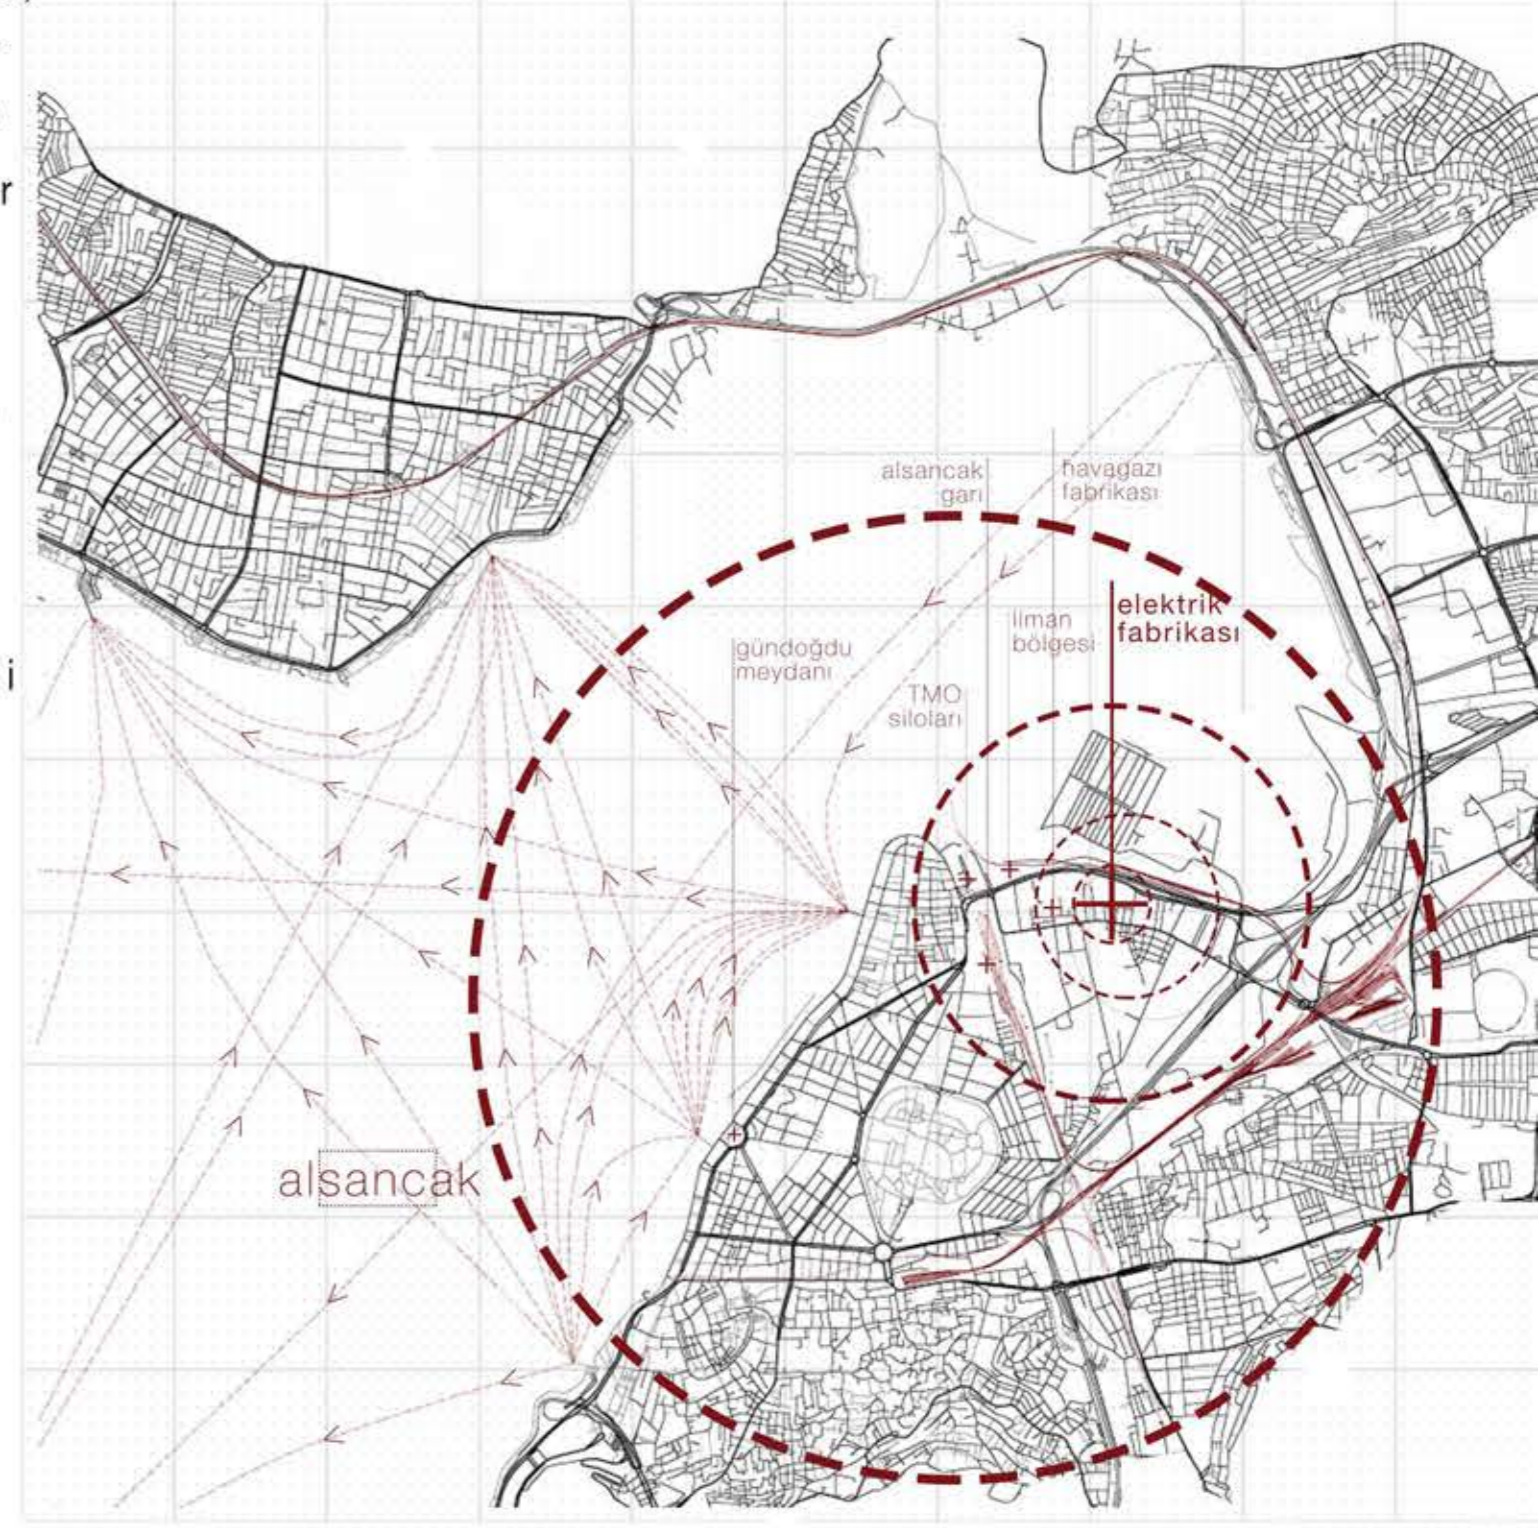 r
alsancak
garı
havagazı
fabrikası
elektrik
fabrikası
liman
bölgesi
gündoğdu
meydanı
TMO
siloları
i
alsancak